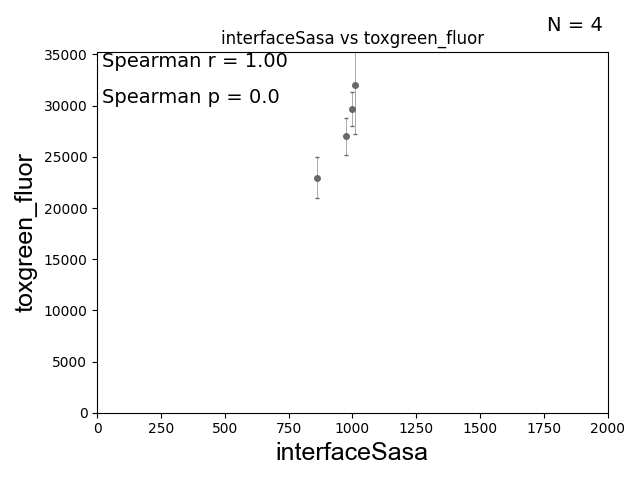 N = 4
interfaceSasa vs toxgreen_fluor
Spearman r = 1.00
Spearman p = 0.0
toxgreen_fluor
35000
30000
25000
20000
15000
10000
5000
0
0 250 500 750 1000 1250 1500 1750 2000
interfaceSasa